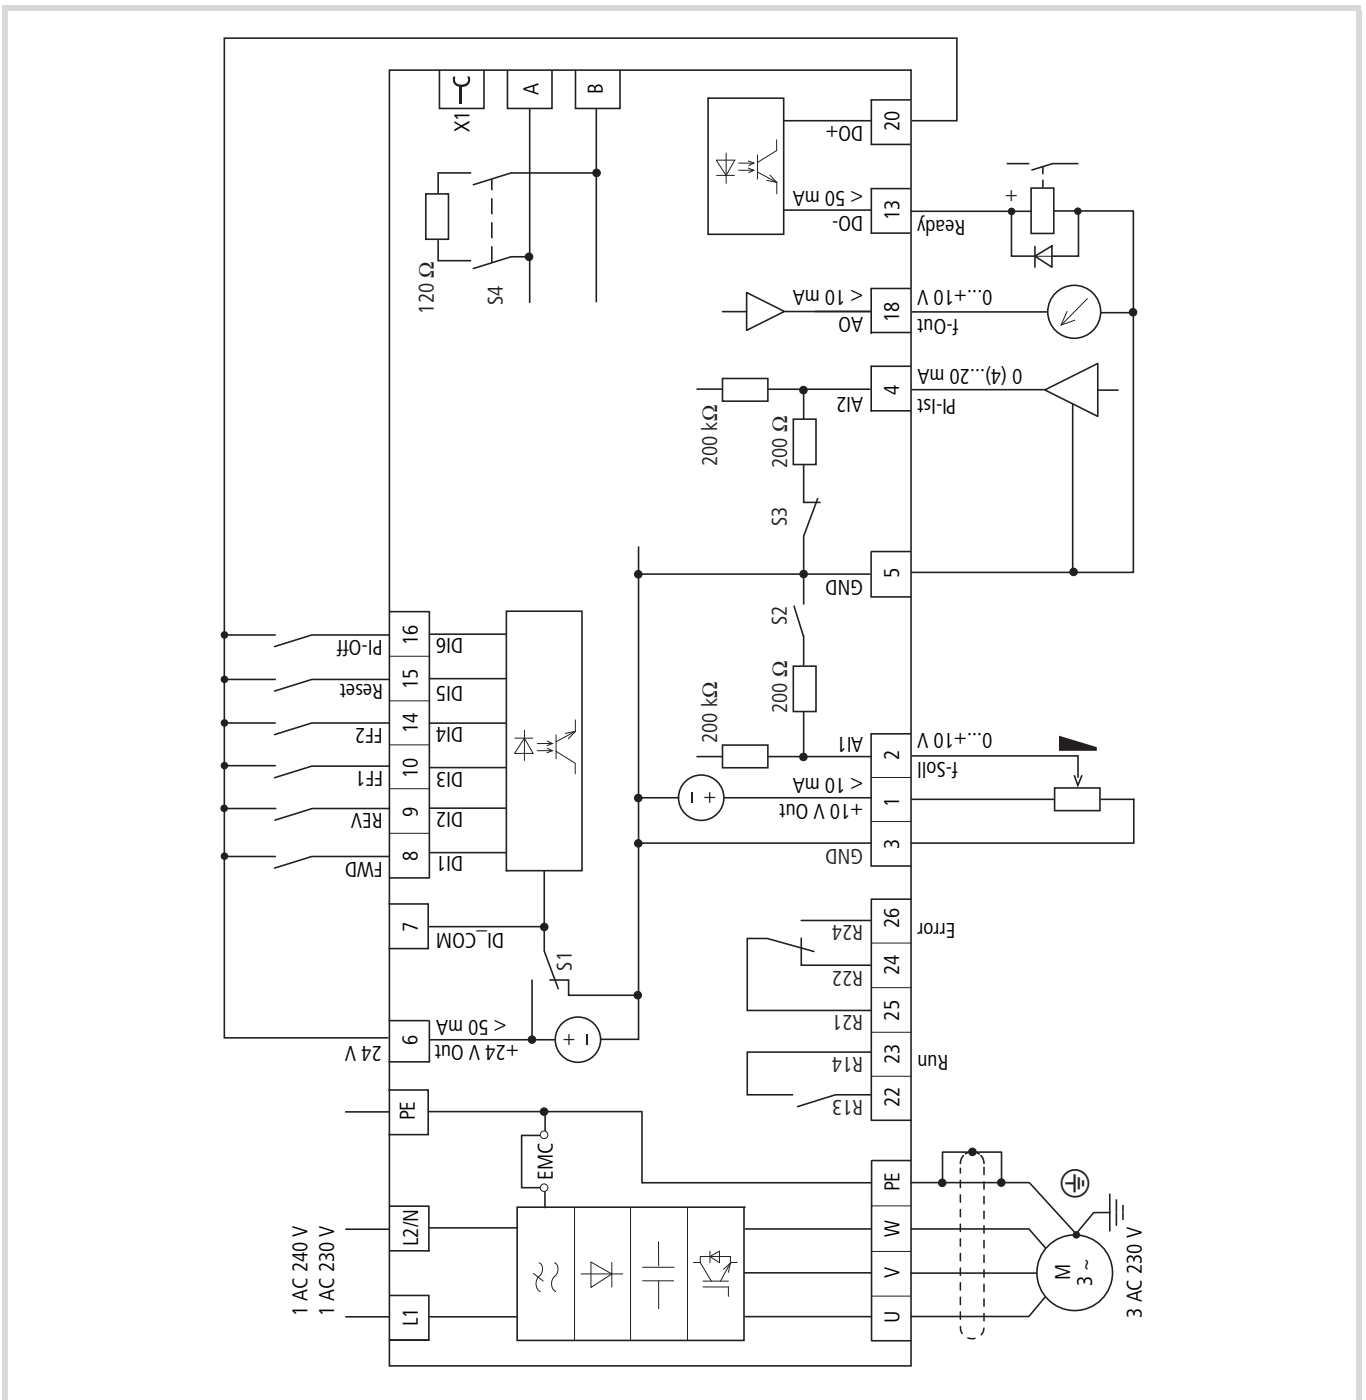 X1
A
B
120 Ω
S4
DO+
20
< 50 mA
DO-
13
Ready
+
< 10 mA
AO
18
0...+10 V
f-Out
AI2
4
0 (4)...20 mA
PI-Ist
200 kΩ
200 Ω
S3
GND
5
S2
200 Ω
200 kΩ
AI1
2
0...+10 V
f-Soll
< 10 mA
+10 V Out
1
- +
GND
3
PI-Off
16
DI6
Reset
15
DI5
FF2
14
DI4
FF1
10
DI3
REV
9
DI2
FWD
8
DI1
7
DI_COM
S1
24 V
6
< 50 mA
+24 V Out
+ -
R24
26
Error
R22
24
R21
25
R14
23
Run
R13
22
PE
EMC
PE
L2/N
W
V
L1
U
1 AC 240 V
1 AC 230 V
M
3 ~
3 AC 230 V